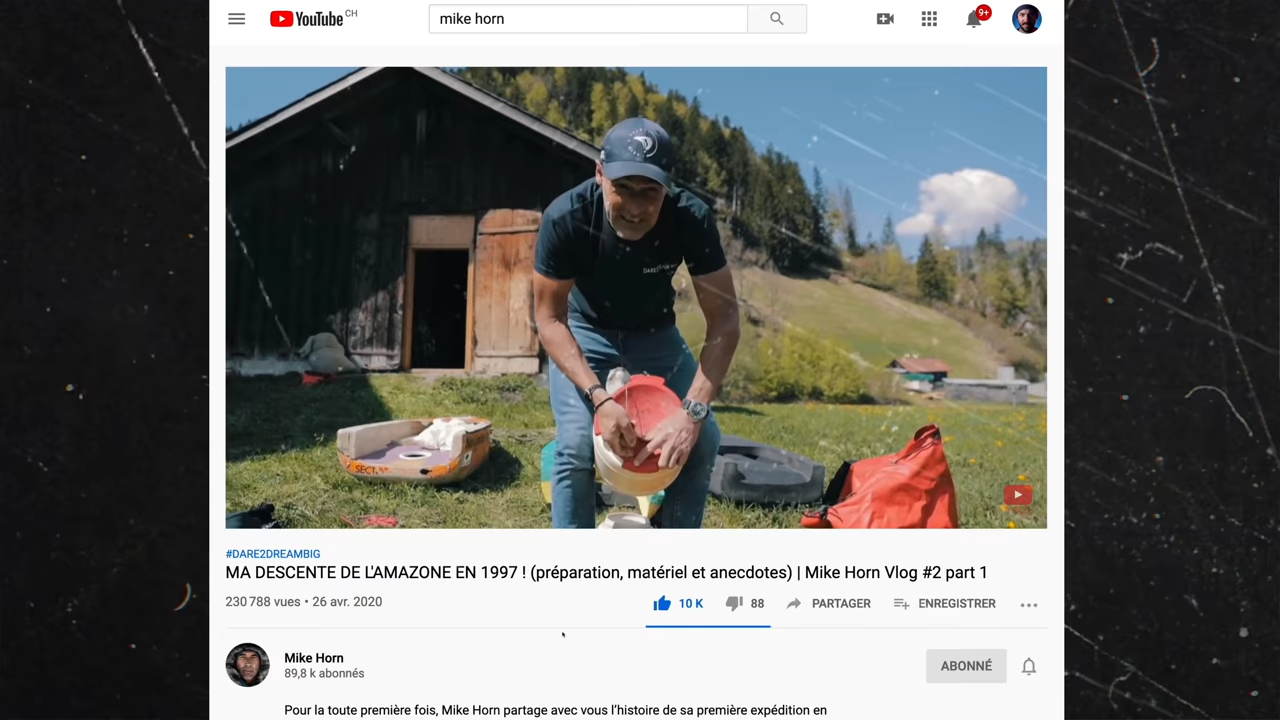 YouTube CH
mike horn
9+
SECT
#DARE2DREAMBIG
MA DESCENTE DE L'AMAZONE EN 1997 ! (préparation, matériel et anecdotes) | Mike Horn Vlog #2 part 1
230 788 vues • 26 avr. 2020
10 K
88
PARTAGER
ENREGISTRER
Mike Horn
89,8 k abonnés
ABONNÉ
Pour la toute première fois, Mike Horn partage avec vous l'histoire de sa première expédition en